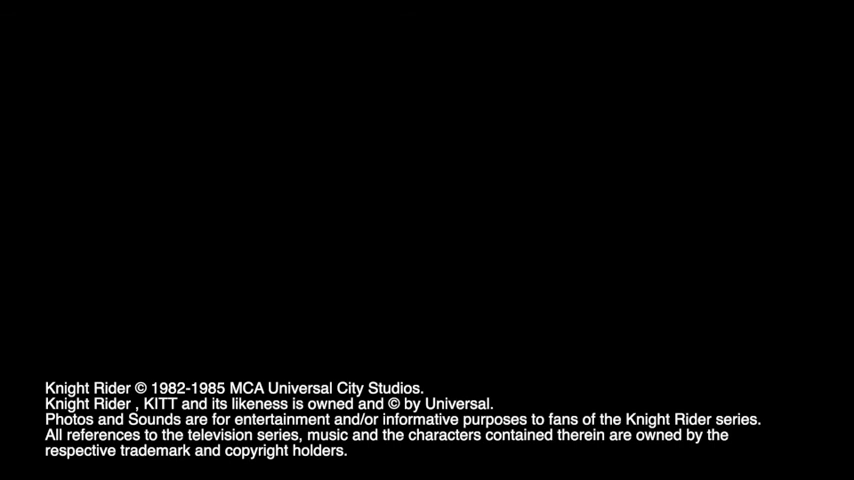 Knight Rider © 1982-1985 MCA Universal City Studios.
Knight Rider , KITT and its likeness is owned and © by Universal.
Photos and Sounds are for entertainment and/or informative purposes to fans of the Knight Rider series.
All references to the television series, music and the characters contained therein are owned by the
respective trademark and copyright holders.